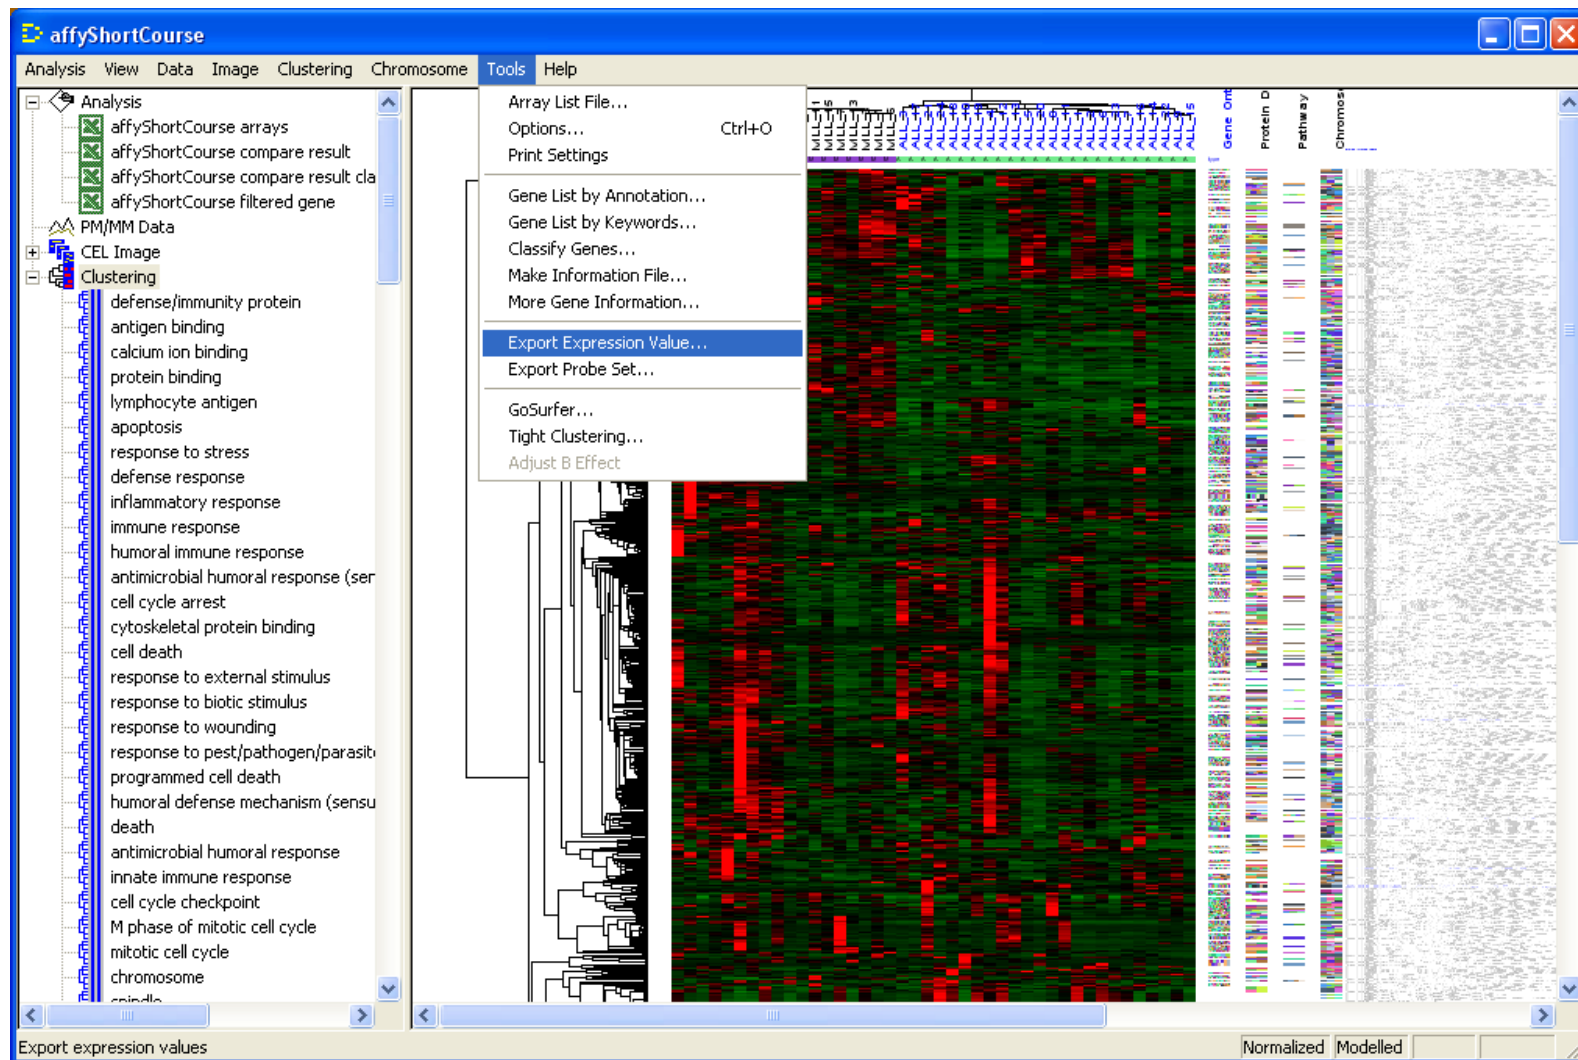 affyShortCourse
Analysis View Data Image Clustering Chromosome Tools Help
Analysis
affyShortCourse arrays
affyShortCourse compare result
affyShortCourse compare result cla
affyShortCourse filtered gene
PM/MM Data
CEL Image
Clustering
defense/immunity protein
antigen binding
calcium ion binding
protein binding
lymphocyte antigen
apoptosis
response to stress
defense response
inflammatory response
immune response
humoral immune response
antimicrobial humoral response (ser
cell cycle arrest
cytoskeletal protein binding
cell death
response to external stimulus
response to biotic stimulus
response to wounding
response to pest/pathogen/parasit
programmed cell death
humoral defense mechanism (sensu
death
antimicrobial humoral response
innate immune response
cell cycle checkpoint
M phase of mitotic cell cycle
mitotic cell cycle
chromosome
spindle
Array List File...
Options... Ctrl+O
Print Settings
Gene List by Annotation...
Gene List by Keywords...
Classify Genes...
Make Information File...
More Gene Information...
Export Expression Value...
Export Probe Set...
GoSurfer...
Tight Clustering...
Adjust B Effect
Gene Ont
Protein D
Pathway
Chromos
Export expression values
Normalized Modelled